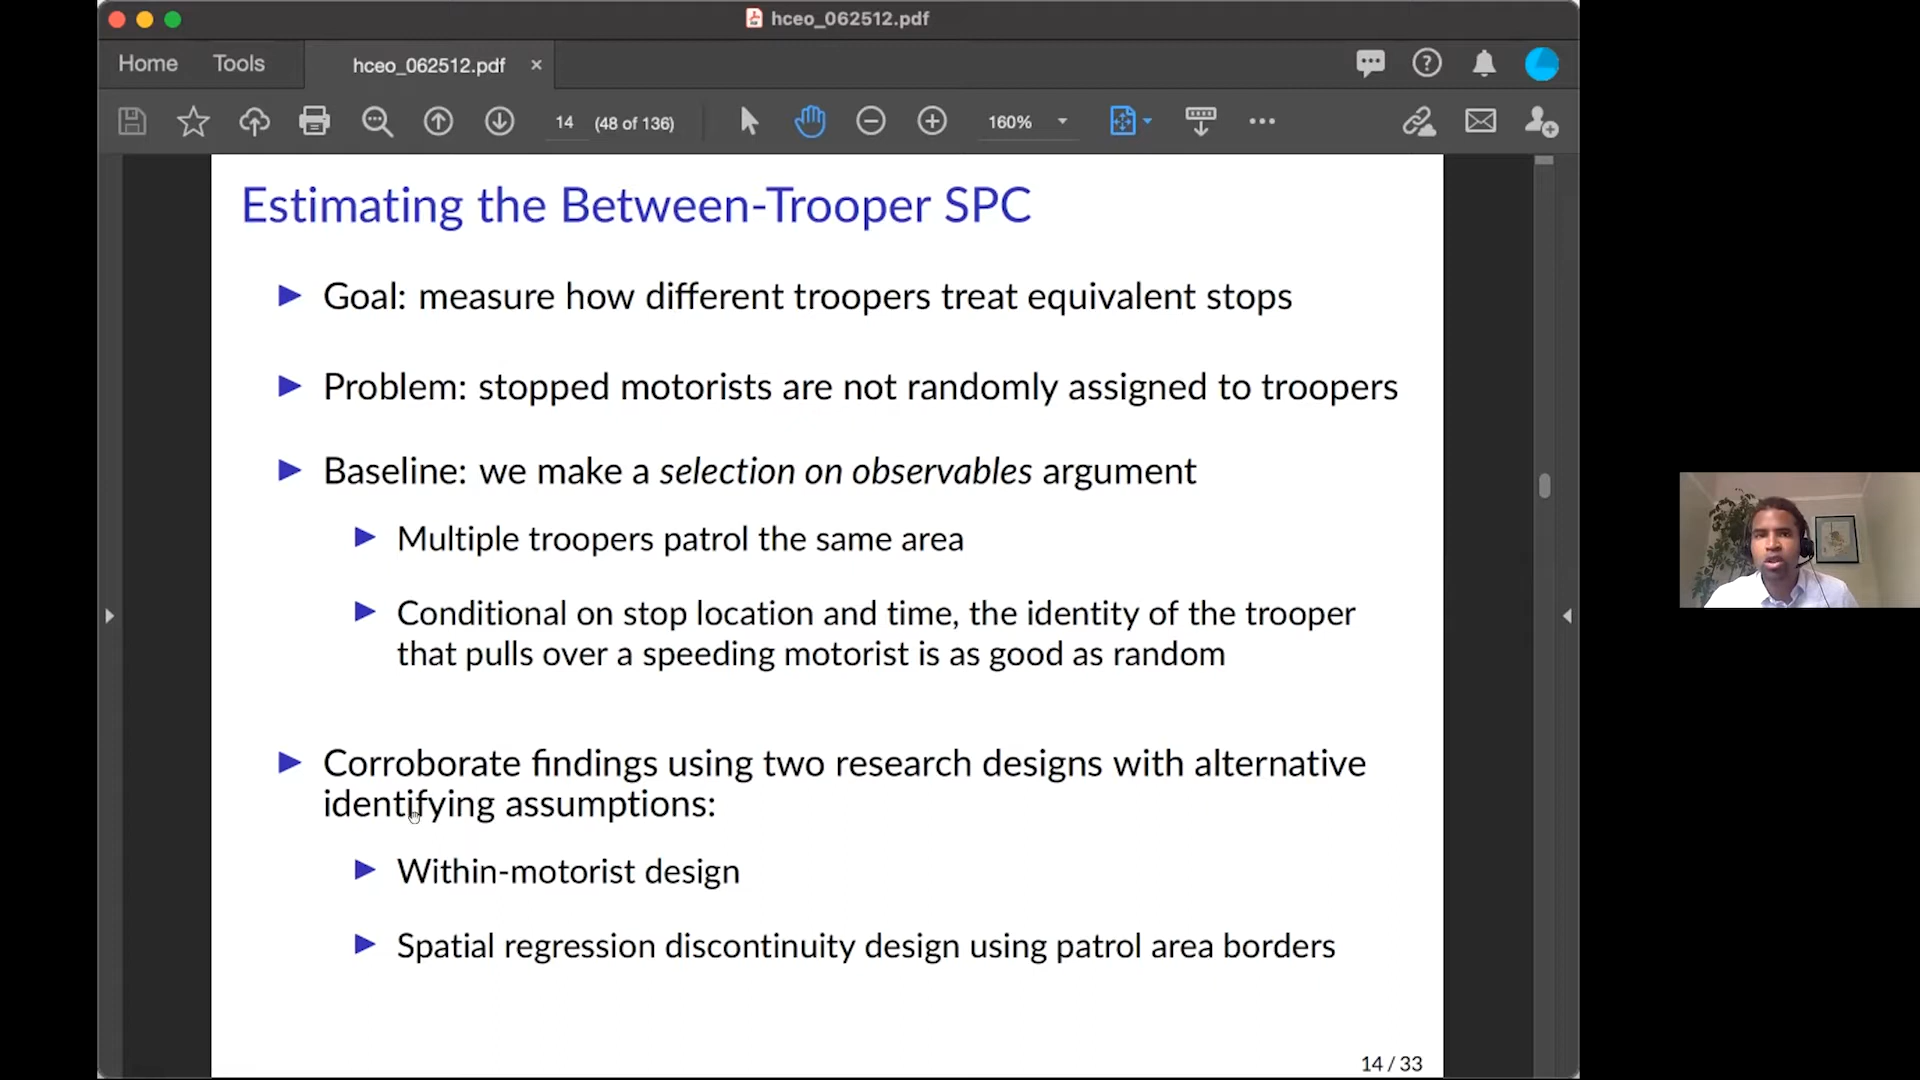 hceo_062512.pdf
Home Tools hceo_062512.pdf ×
14 (48 of 136) 160%
Estimating the Between-Trooper SPC
Goal: measure how different troopers treat equivalent stops
Problem: stopped motorists are not randomly assigned to troopers
Baseline: we make a selection on observables argument
Multiple troopers patrol the same area
Conditional on stop location and time, the identity of the trooper
that pulls over a speeding motorist is as good as random
Corroborate findings using two research designs with alternative
identifying assumptions:
Within-motorist design
Spatial regression discontinuity design using patrol area borders
14 / 33